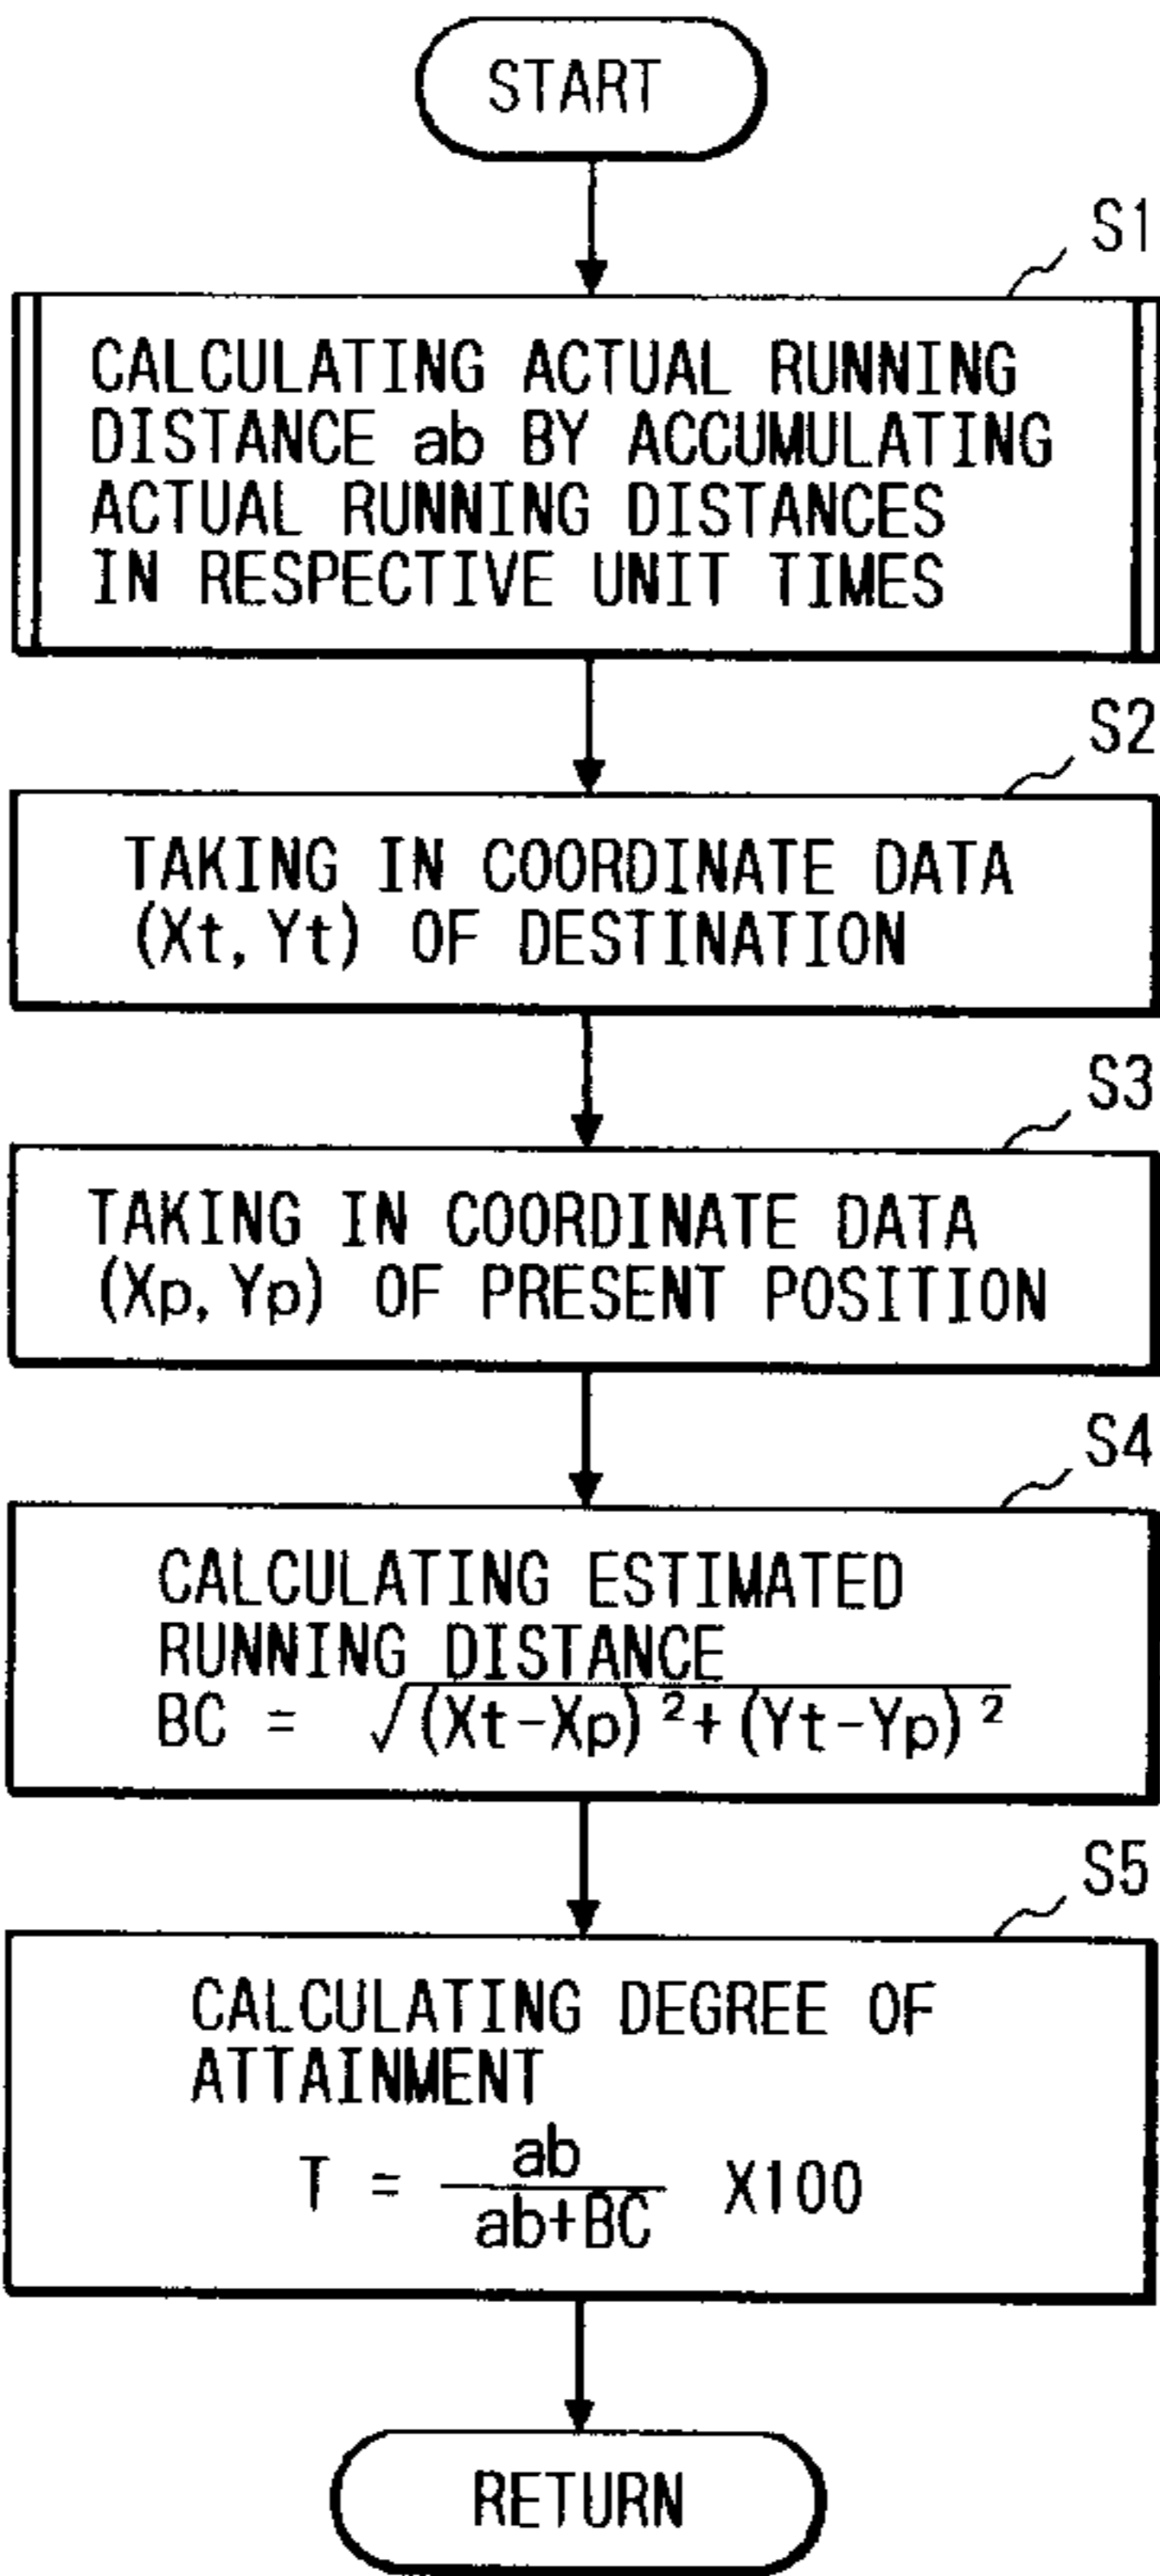 START
S1
CALCULATING ACTUAL RUNNING
DISTANCE ab BY ACCUMULATING
ACTUAL RUNNING DISTANCES
IN RESPECTIVE UNIT TIMES
S2
TAKING IN COORDINATE DATA
(Xt, Yt) OF DESTINATION
S3
TAKING IN COORDINATE DATA
(Xp, Yp) OF PRESENT POSITION
S4
CALCULATING ESTIMATED
RUNNING DISTANCE
BC = √(Xt-Xp)²+(Yt-Yp)²
S5
CALCULATING DEGREE OF
ATTAINMENT
ab
T = ― X100
ab+BC
RETURN